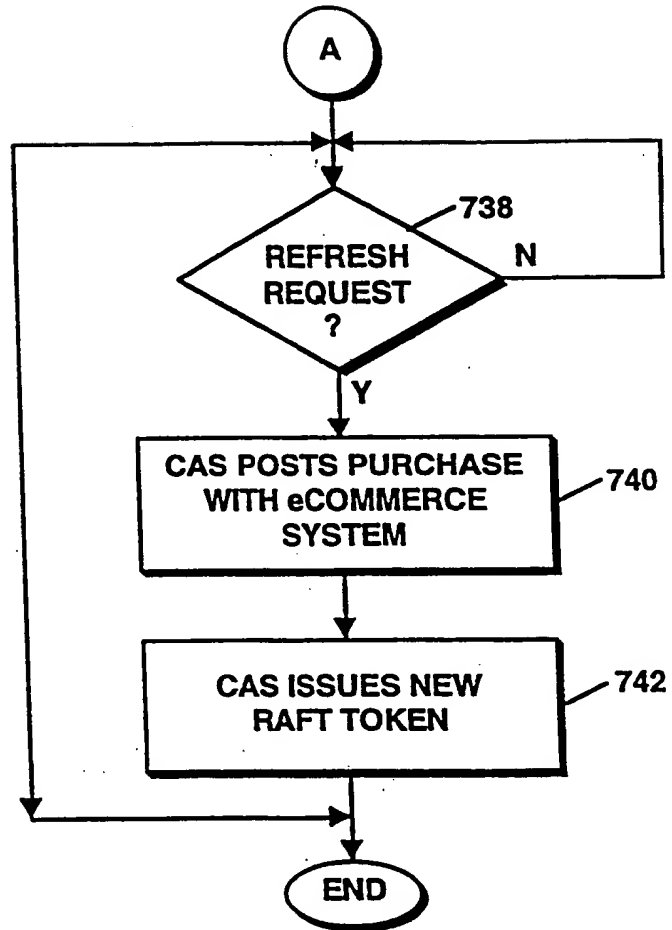 A
738
REFRESH
REQUEST
?
N
Y
CAS POSTS PURCHASE
WITH eCOMMERCE
SYSTEM
740
CAS ISSUES NEW
RAFT TOKEN
742
END